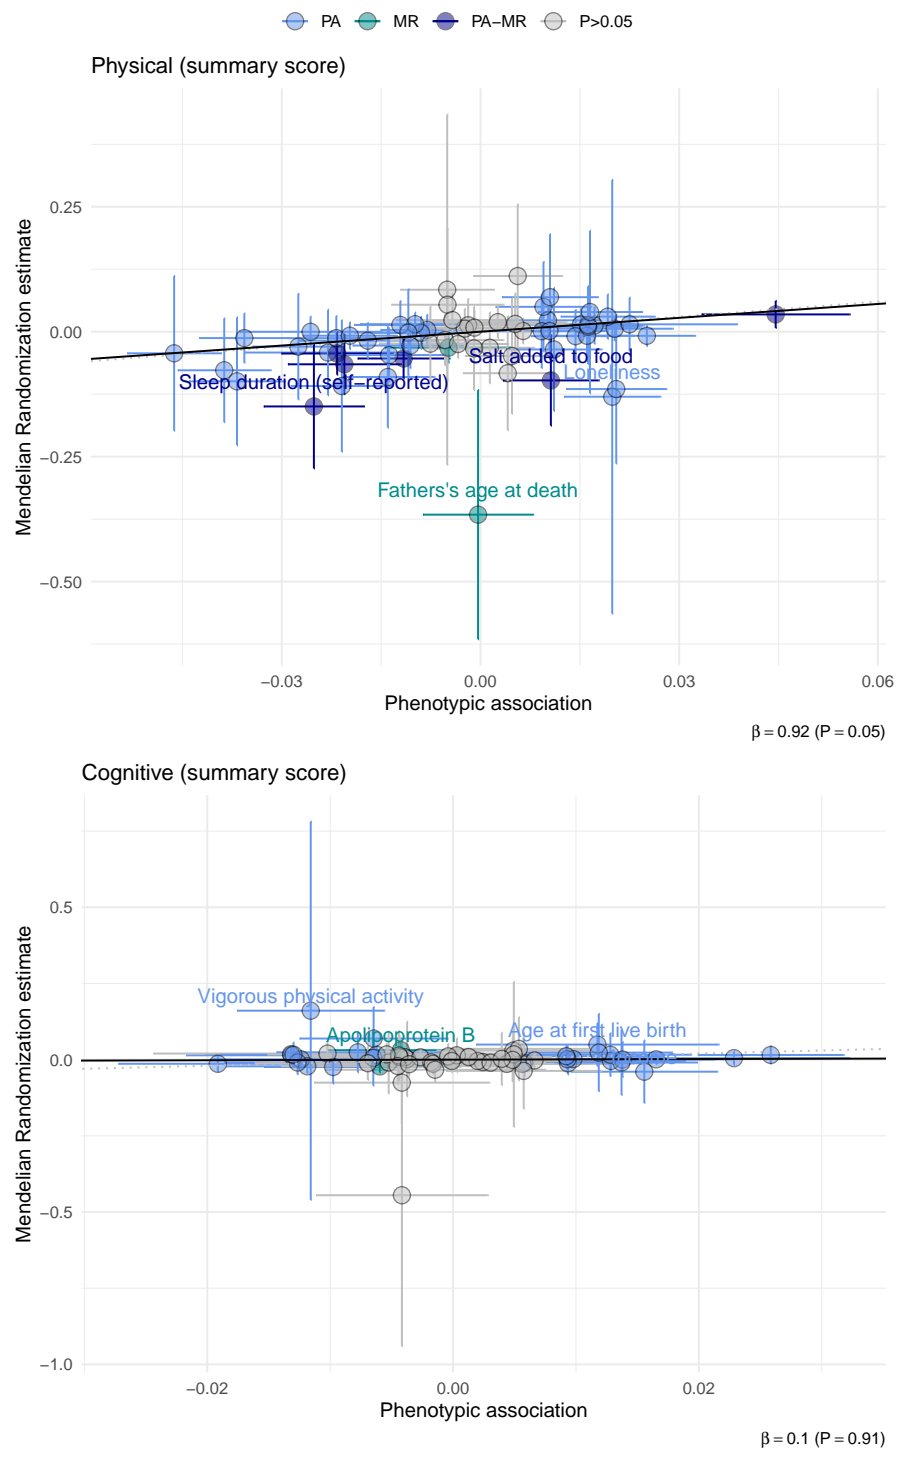 PA MR PA−MR P>0.05
Physical (summary score)
Mendelian Randomization estimate
0.25
0.00
−0.25
−0.50
Salt added to food
Loneliness
Sleep duration (self−reported)
Fathers's age at death
−0.03 0.00 0.03 0.06
Phenotypic association
β = 0.92 (P = 0.05)
Cognitive (summary score)
Mendelian Randomization estimate
0.5
0.0
−0.5
−1.0
Vigorous physical activity
Apolipoprotein B
Age at first live birth
−0.02 0.00 0.02
Phenotypic association
β = 0.1 (P = 0.91)